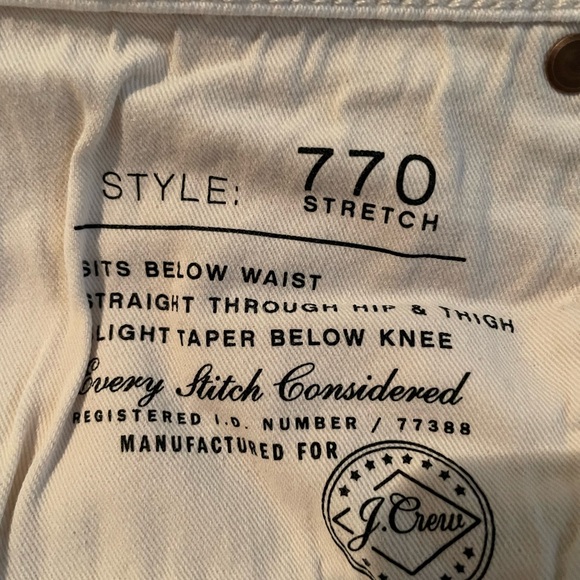 STYLE: 770
STRETCH
SITS BELOW WAIST
STRAIGHT THROUGH HIP & THIGH
LIGHT TAPER BELOW KNEE
Every Stitch Considered
REGISTERED I.D. NUMBER / 77388
MANUFACTURED FOR
J.Crew